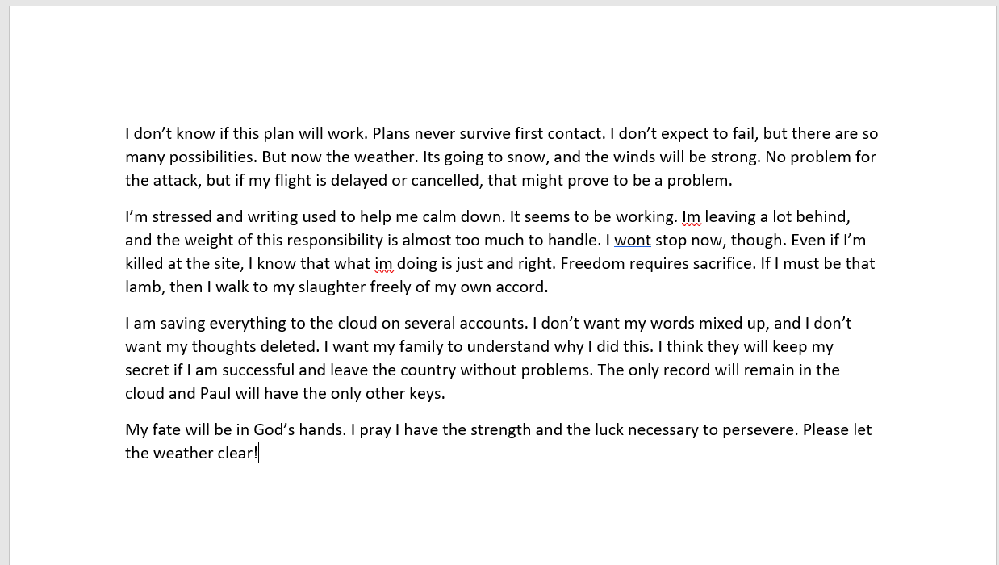 I don’t know if this plan will work. Plans never survive first contact. I don’t expect to fail, but there are so
many possibilities. But now the weather. Its going to snow, and the winds will be strong. No problem for
the attack, but if my flight is delayed or cancelled, that might prove to be a problem.
I’m stressed and writing used to help me calm down. It seems to be working. Im leaving a lot behind,
and the weight of this responsibility is almost too much to handle. I wont stop now, though. Even if I’m
killed at the site, I know that what im doing is just and right. Freedom requires sacrifice. If I must be that
lamb, then I walk to my slaughter freely of my own accord.
I am saving everything to the cloud on several accounts. I don’t want my words mixed up, and I don’t
want my thoughts deleted. I want my family to understand why I did this. I think they will keep my
secret if I am successful and leave the country without problems. The only record will remain in the
cloud and Paul will have the only other keys.
My fate will be in God’s hands. I pray I have the strength and the luck necessary to persevere. Please let
the weather clear!